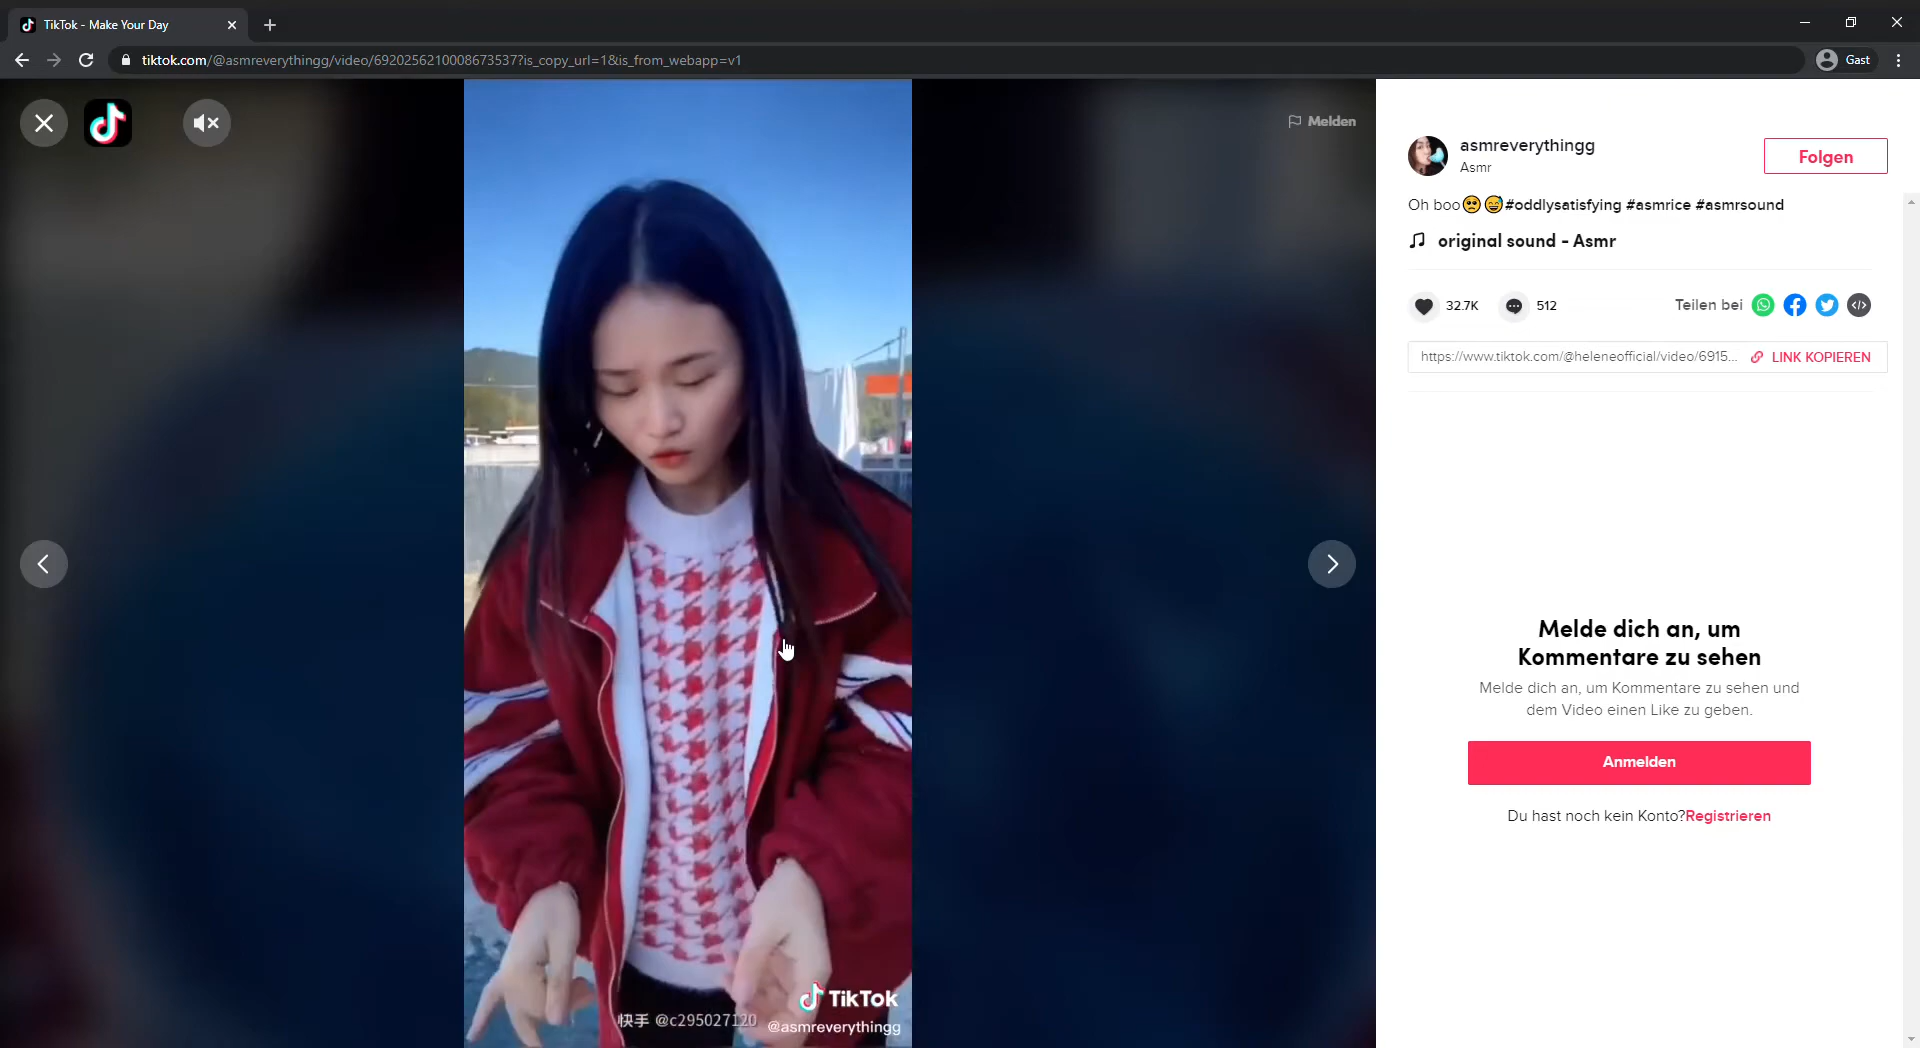 TikTok - Make Your Day
tiktok.com/@asmreverythingg/video/6920256210008673537?is_copy_url=1&is_from_webapp=v1
Gast
Melden
asmreverythingg
Asmr
Folgen
Oh boo🥺😅#oddlysatisfying #asmrice #asmrsound
original sound - Asmr
32.7K
512
Teilen bei
https://www.tiktok.com/@heleneofficial/video/6915...
LINK KOPIEREN
Melde dich an, um
Kommentare zu sehen
Melde dich an, um Kommentare zu sehen und
dem Video einen Like zu geben.
Anmelden
Du hast noch kein Konto?Registrieren
TikTok
快手 @c295027120
@asmreverythingg